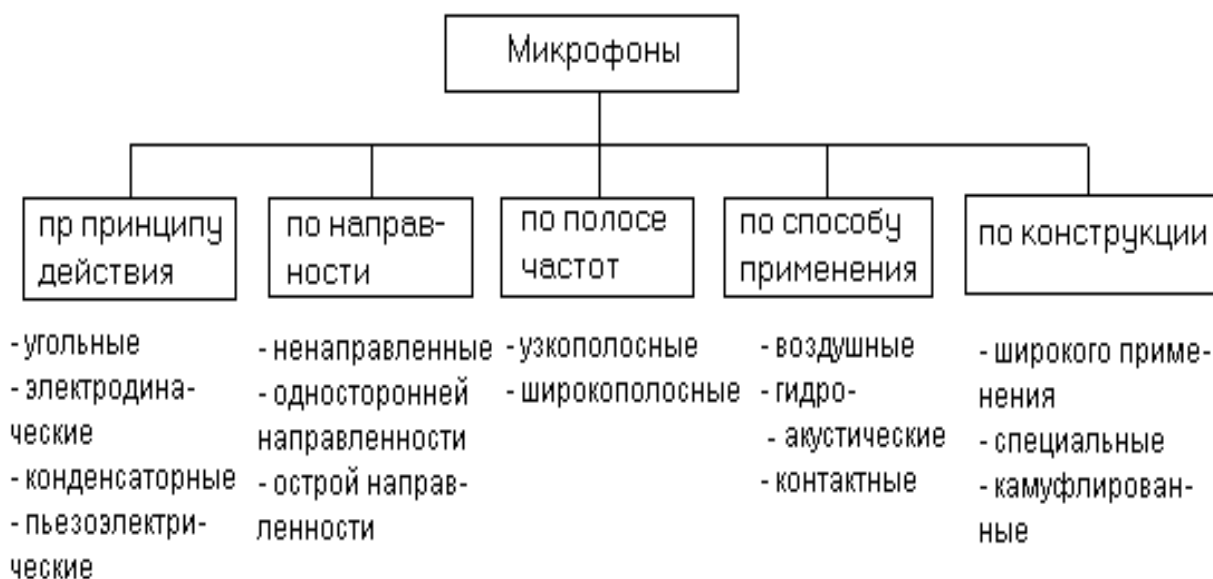 Микрофоны
пр принципу
действия
по направ-
ности
по полосе
частот
по способу
применения
по конструкции
- угольные
- электродина-
ческие
- конденсаторные
- пьезоэлектри-
ческие
- ненаправленные
- односторонней
направленности
- острой направ-
ленности
- узкополосные
- широкополосные
- воздушные
- гидро-
- акустические
- контактные
- широкого приме-
нения
- специальные
- камуфлирован-
ные